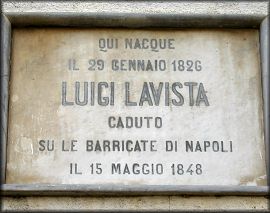 QUI NACQUE
IL 29 GENNAIO 1826
LUIGI LAVISTA
CADUTO
SU LE BARRICATE DI NAPOLI
IL 15 MAGGIO 1848